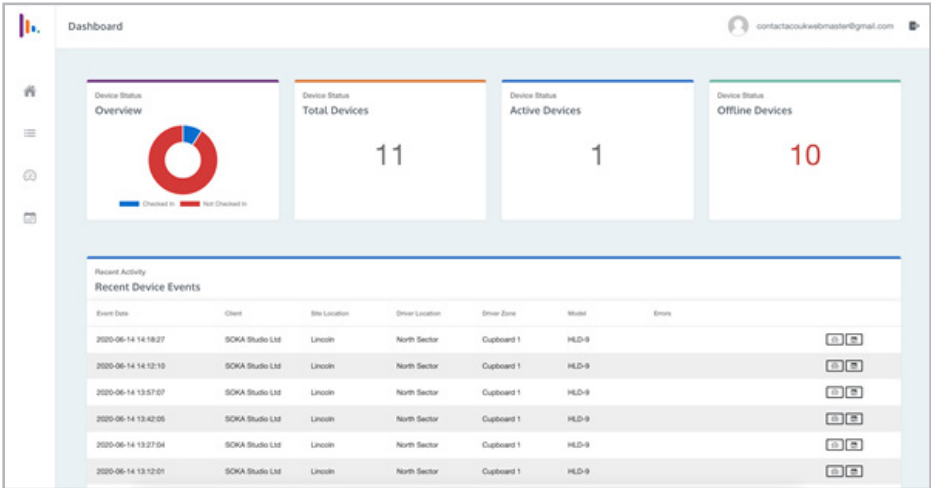 Dashboard
contactacoukwebmaster@gmail.com
Device Status
Overview
Checked In Not Checked In
Device Status
Total Devices
11
Device Status
Active Devices
1
Device Status
Offline Devices
10
Recent Activity
Recent Device Events
Event Date Client Site Location Driver Location Driver Zone Model Errors
2020-06-14 14:18:27 SOKA Studio Ltd Lincoln North Sector Cupboard 1 HLD-9
2020-06-14 14:12:10 SOKA Studio Ltd Lincoln North Sector Cupboard 1 HLD-9
2020-06-14 13:57:07 SOKA Studio Ltd Lincoln North Sector Cupboard 1 HLD-9
2020-06-14 13:42:05 SOKA Studio Ltd Lincoln North Sector Cupboard 1 HLD-9
2020-06-14 13:27:04 SOKA Studio Ltd Lincoln North Sector Cupboard 1 HLD-9
2020-06-14 13:12:01 SOKA Studio Ltd Lincoln North Sector Cupboard 1 HLD-9